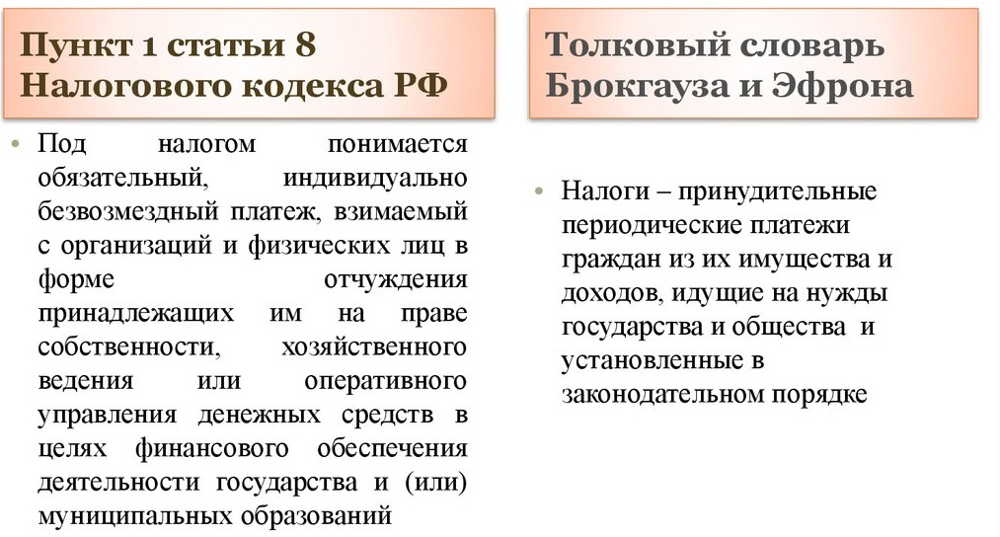 Пункт 1 статьи 8
Налогового кодекса РФ
• Под налогом понимается
обязательный, индивидуально
безвозмездный платеж, взимаемый
с организаций и физических лиц в
форме отчуждения
принадлежащих им на праве
собственности, хозяйственного
ведения или оперативного
управления денежных средств в
целях финансового обеспечения
деятельности государства и (или)
муниципальных образований
Толковый словарь
Брокгауза и Эфрона
• Налоги – принудительные
периодические платежи
граждан из их имущества и
доходов, идущие на нужды
государства и общества и
установленные в
законодательном порядке